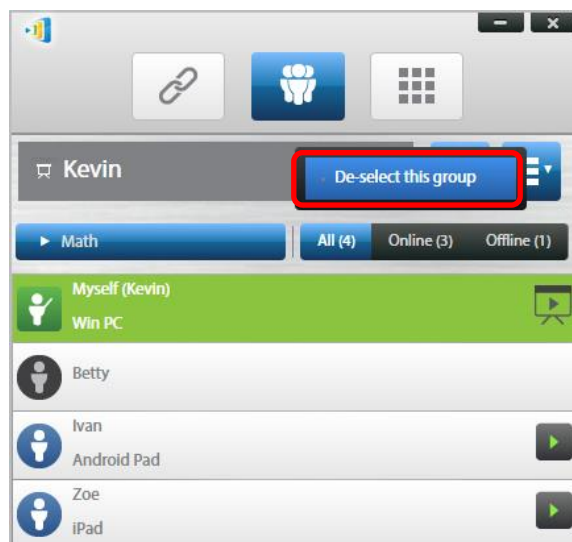 Kevin
De-select this group
Math
All (4) Online (3) Offline (1)
Myself (Kevin)
Win PC
Betty
Ivan
Android Pad
Zoe
iPad